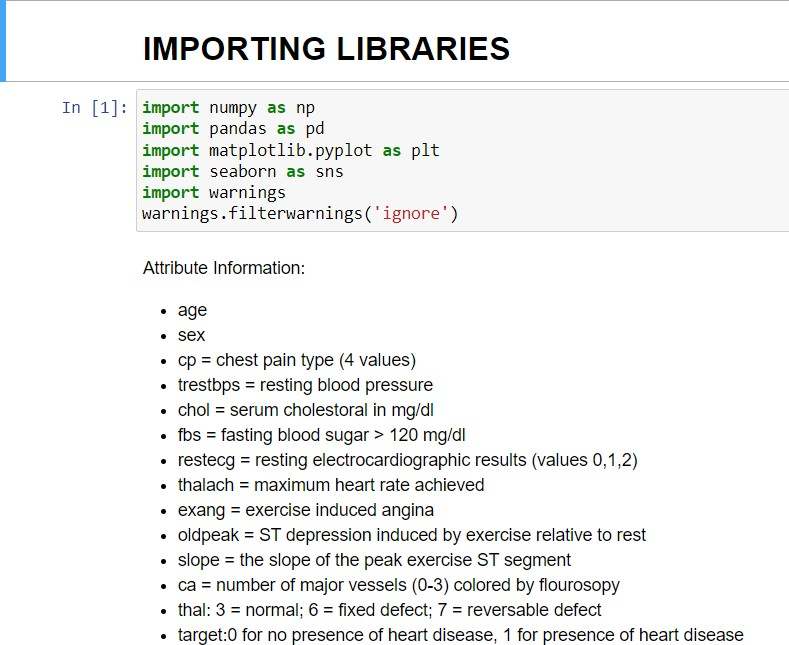 IMPORTING LIBRARIES
In [1]: import numpy as np
import pandas as pd
import matplotlib.pyplot as plt
import seaborn as sns
import warnings
warnings.filterwarnings('ignore')
Attribute Information:
• age
• sex
• cp = chest pain type (4 values)
• trestbps = resting blood pressure
• chol = serum cholestoral in mg/dl
• fbs = fasting blood sugar > 120 mg/dl
• restecg = resting electrocardiographic results (values 0,1,2)
• thalach = maximum heart rate achieved
• exang = exercise induced angina
• oldpeak = ST depression induced by exercise relative to rest
• slope = the slope of the peak exercise ST segment
• ca = number of major vessels (0-3) colored by flourosopy
• thal: 3 = normal; 6 = fixed defect; 7 = reversable defect
• target:0 for no presence of heart disease, 1 for presence of heart disease